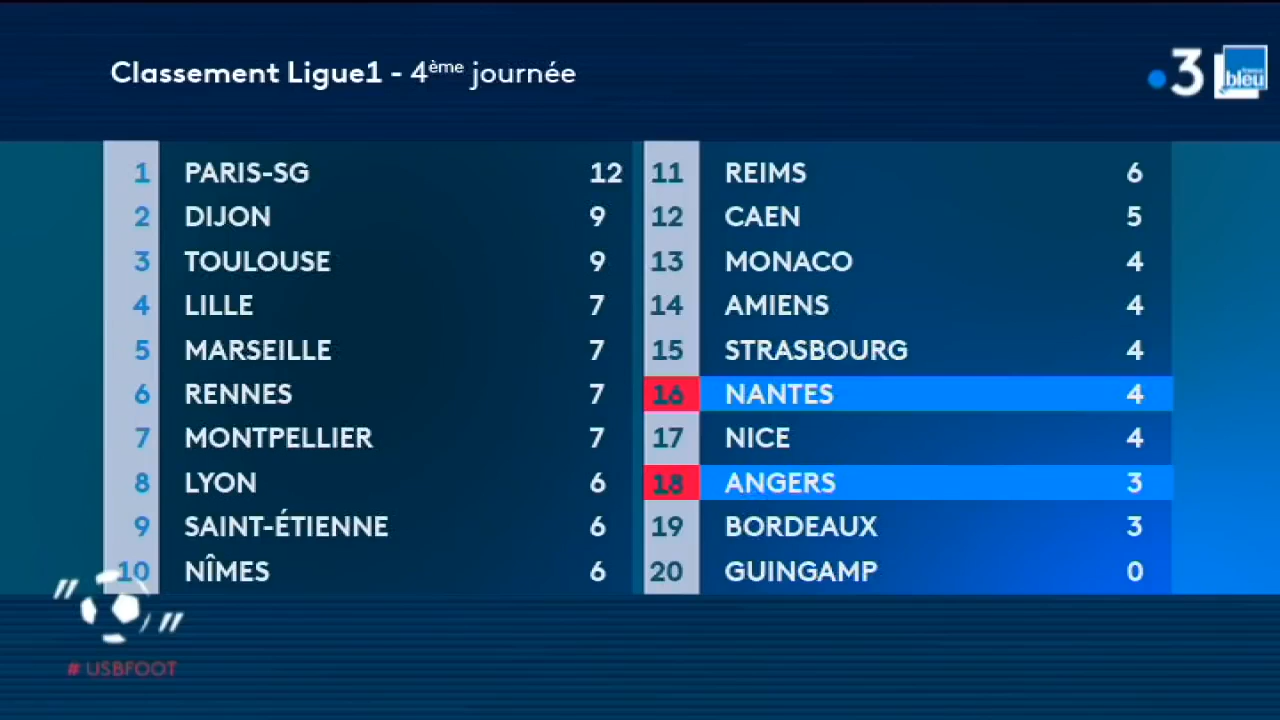 Classement Ligue1 - 4ème journée
3
france
bleu
1 PARIS-SG 12
2 DIJON 9
3 TOULOUSE 9
4 LILLE 7
5 MARSEILLE 7
6 RENNES 7
7 MONTPELLIER 7
8 LYON 6
9 SAINT-ÉTIENNE 6
10 NÎMES 6
11 REIMS 6
12 CAEN 5
13 MONACO 4
14 AMIENS 4
15 STRASBOURG 4
16 NANTES 4
17 NICE 4
18 ANGERS 3
19 BORDEAUX 3
20 GUINGAMP 0
# USBFOOT